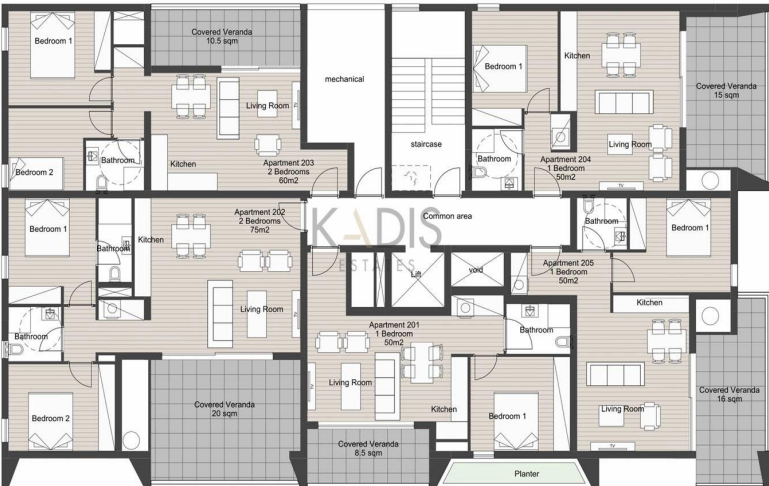 Bedroom 1
Covered Veranda
10.5 sqm
mechanical
staircase
Living Room
Kitchen
Bathroom
Bedroom 2
Apartment 203
2 Bedrooms
60m2
Bedroom 1
Kitchen
Covered Veranda
15 sqm
Living Room
Bathroom
Apartment 204
1 Bedroom
50m2
TV
Bedroom 1
Bathroom
Kitchen
Apartment 202
2 Bedrooms
75m2
Living Room
Bathroom
Bedroom 2
Covered Veranda
20 sqm
Common area
KADIS
ESTATES
Lift
void
Apartment 201
1 Bedroom
50m2
Bathroom
Living Room
Kitchen
Bedroom 1
Covered Veranda
8.5 sqm
Planter
Bathroom
Bedroom 1
Apartment 205
1 Bedroom
50m2
Kitchen
Living Room
TV
Covered Veranda
16 sqm